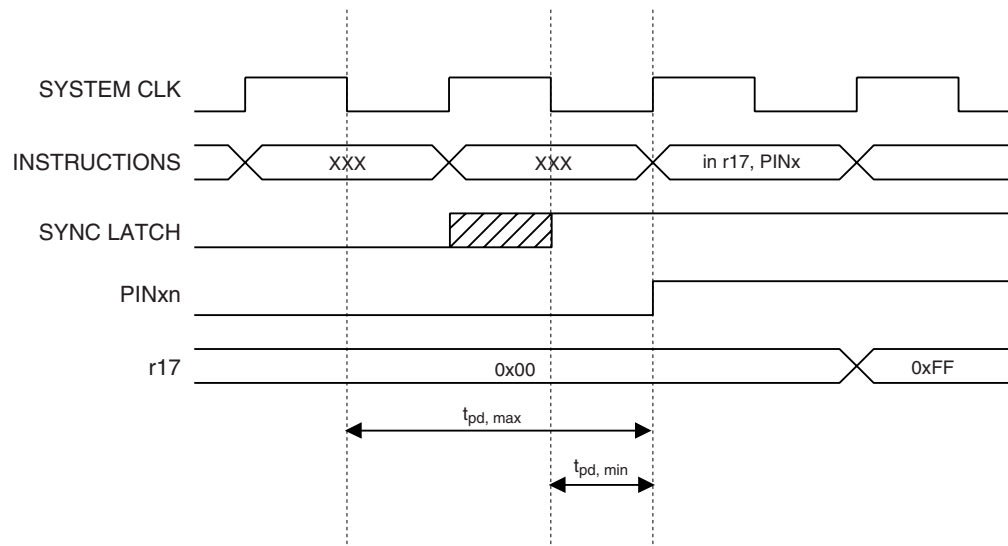 SYSTEM CLK
INSTRUCTIONS XXX XXX in r17, PINx
SYNC LATCH
PINxn
r17 0x00 0xFF
tpd, max
tpd, min